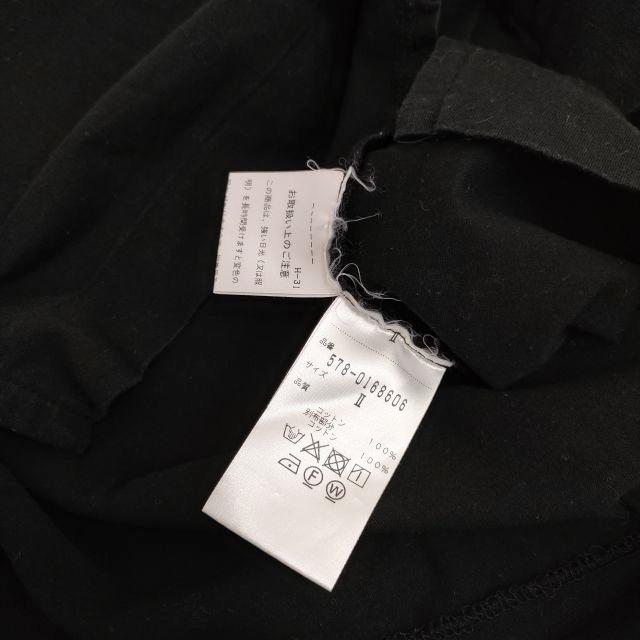 H-31
お取扱い上のご注意
この商品は、強い日光(又は照
明)を長時間受けますと変色の
II
品番
578-0168606
サイズ
II
品質
コットン 100%
別布部分
コットン 100%
F
W